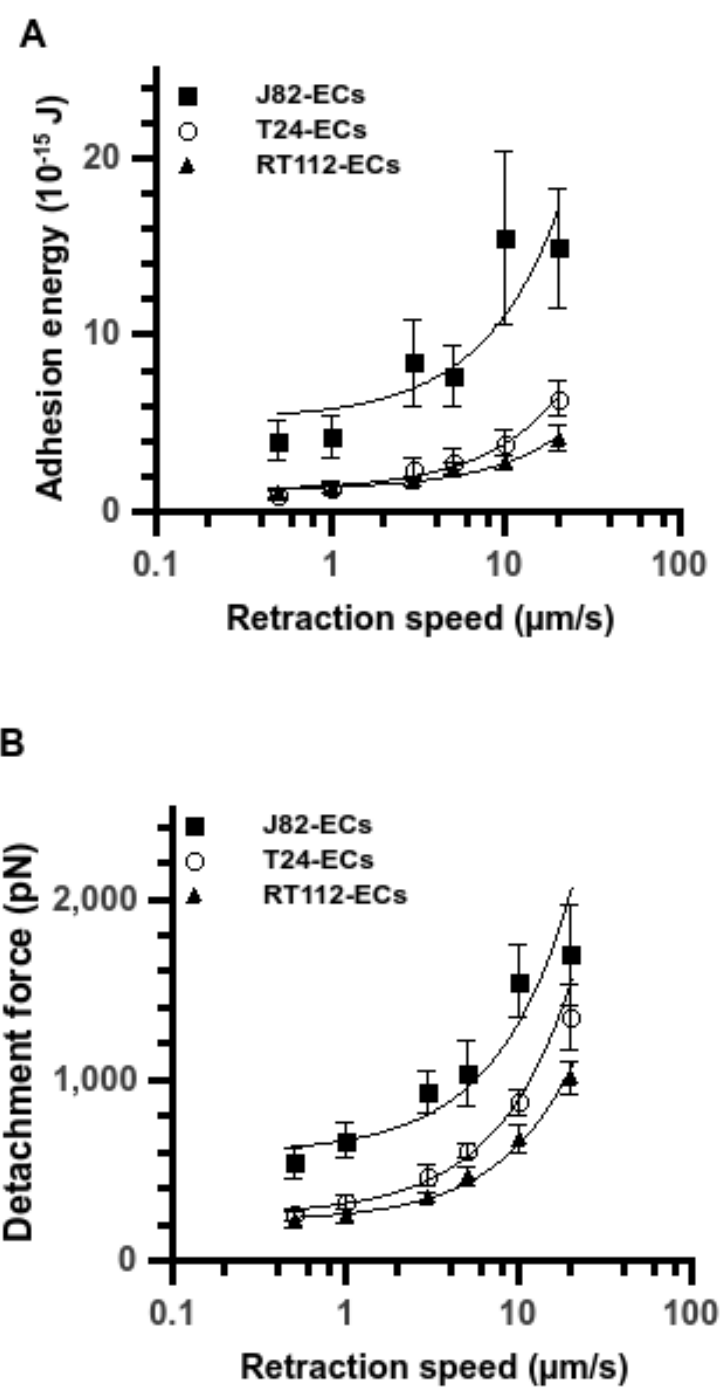 A
J82-ECs
T24-ECs
RT112-ECs
Adhesion energy (10⁻¹⁵ J)
20
10
0
0.1 1 10 100
Retraction speed (µm/s)
B
J82-ECs
T24-ECs
RT112-ECs
Detachment force (pN)
2,000
1,000
0
0.1 1 10 100
Retraction speed (µm/s)